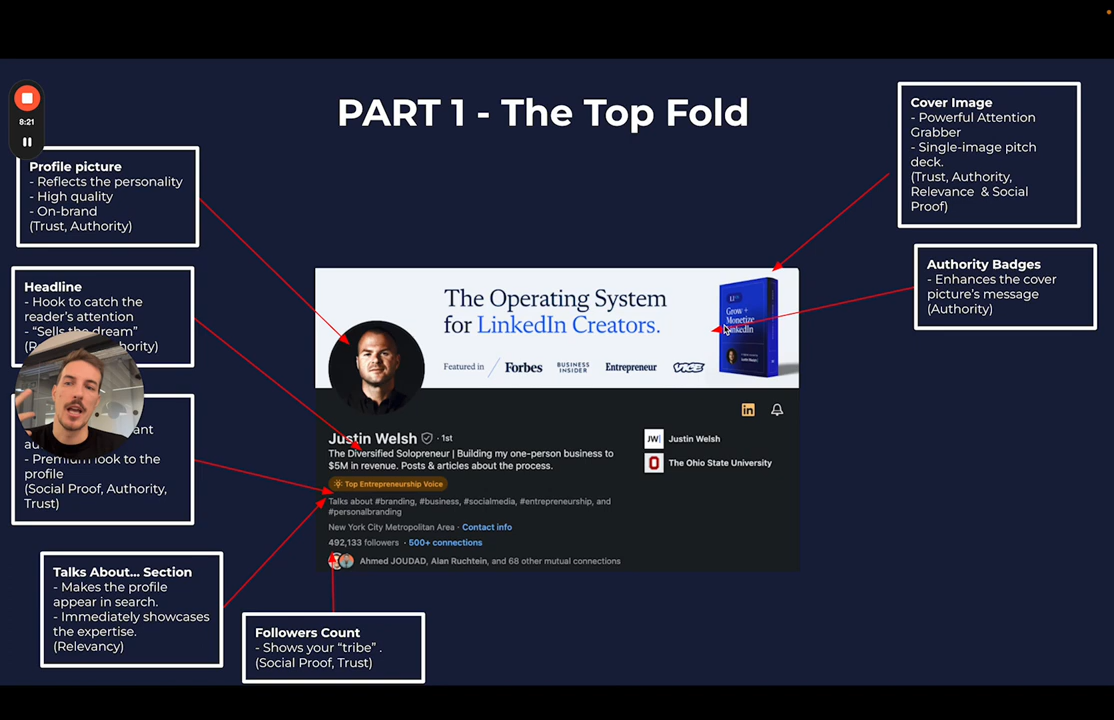 PART 1 - The Top Fold
8:21
Profile picture
- Reflects the personality
- High quality
- On-brand
(Trust, Authority)
Headline
- Hook to catch the
reader's attention
- “Sells the dream”
ant
- Premium look to the
profile
(Social Proof, Authority,
Trust)
Talks About... Section
- Makes the profile
appear in search.
- Immediately showcases
the expertise.
(Relevancy)
Followers Count
- Shows your “tribe” .
(Social Proof, Trust)
Cover Image
- Powerful Attention
Grabber
- Single-image pitch
deck.
(Trust, Authority,
Relevance & Social
Proof)
Authority Badges
- Enhances the cover
picture's message
(Authority)
The Operating System
for LinkedIn Creators.
Featured in
Forbes
BUSINESS
INSIDER
Entrepreneur
VICE
Grow +
Monetize
LinkedIn
in
Justin Welsh · 1st
The Diversified Solopreneur | Building my one-person business to
$5M in revenue. Posts & articles about the process.
Top Entrepreneurship Voice
Talks about #branding, #business, #socialmedia, #entrepreneurship, and
#personalbranding
New York City Metropolitan Area · Contact info
492,133 followers · 500+ connections
Ahmed JOUDAD, Alan Ruchtein, and 68 other mutual connections
JW| Justin Welsh
The Ohio State University